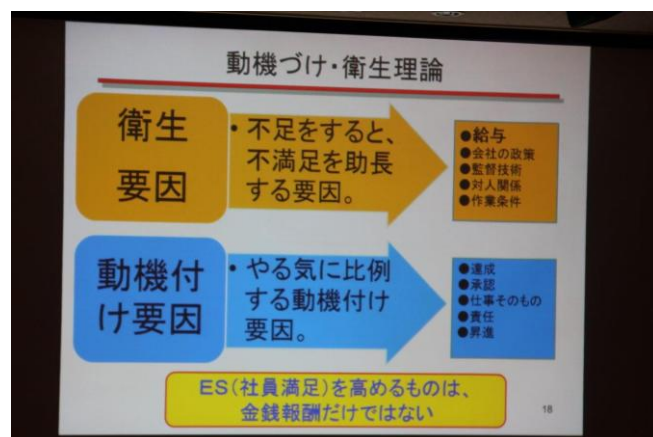 動機づけ・衛生理論
衛生
要因
・不足をすると、
不満足を助長
する要因。
●給与
●会社の政策
●監督技術
●対人関係
●作業条件
動機付
け要因
・やる気に比例
する動機付け
要因。
●達成
●承認
●仕事そのもの
●責任
●昇進
ES(社員満足)を高めるものは、
金銭報酬だけではない
18